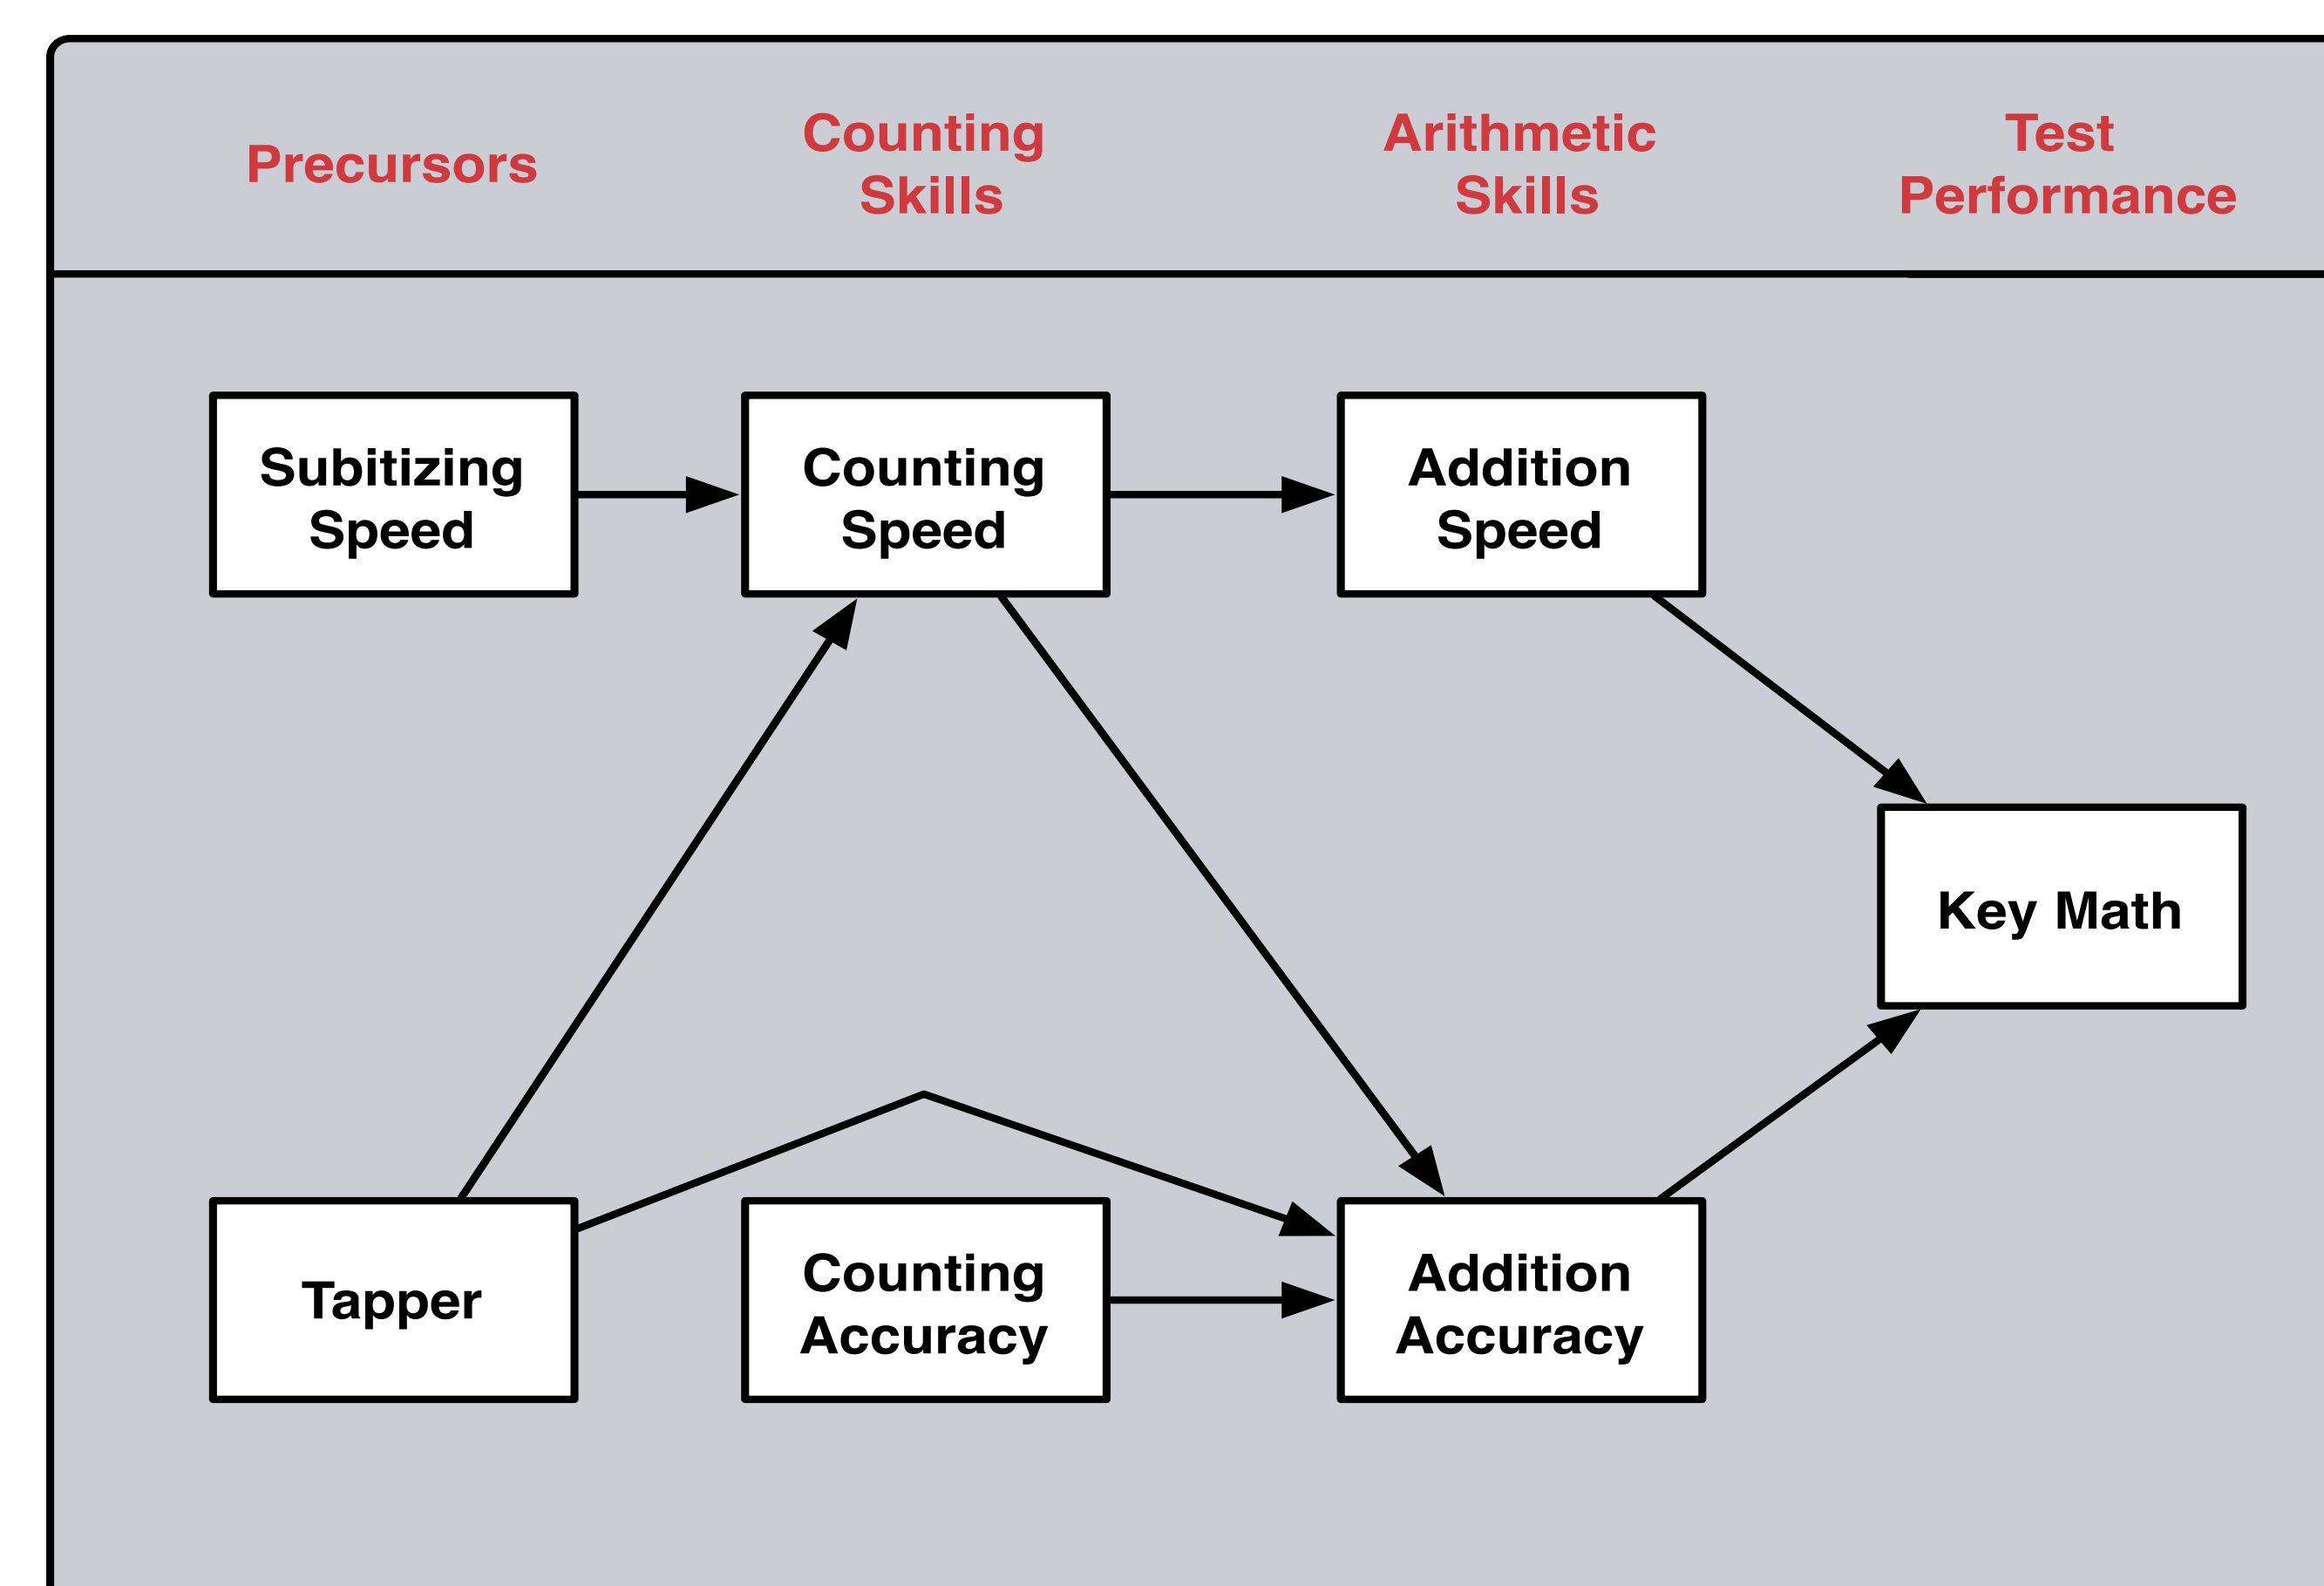 Precursors
Counting
Skills
Arithmetic
Skills
Test
Performance
Subitizing
Speed
Counting
Speed
Addition
Speed
Key Math
Tapper
Counting
Accuracy
Addition
Accuracy